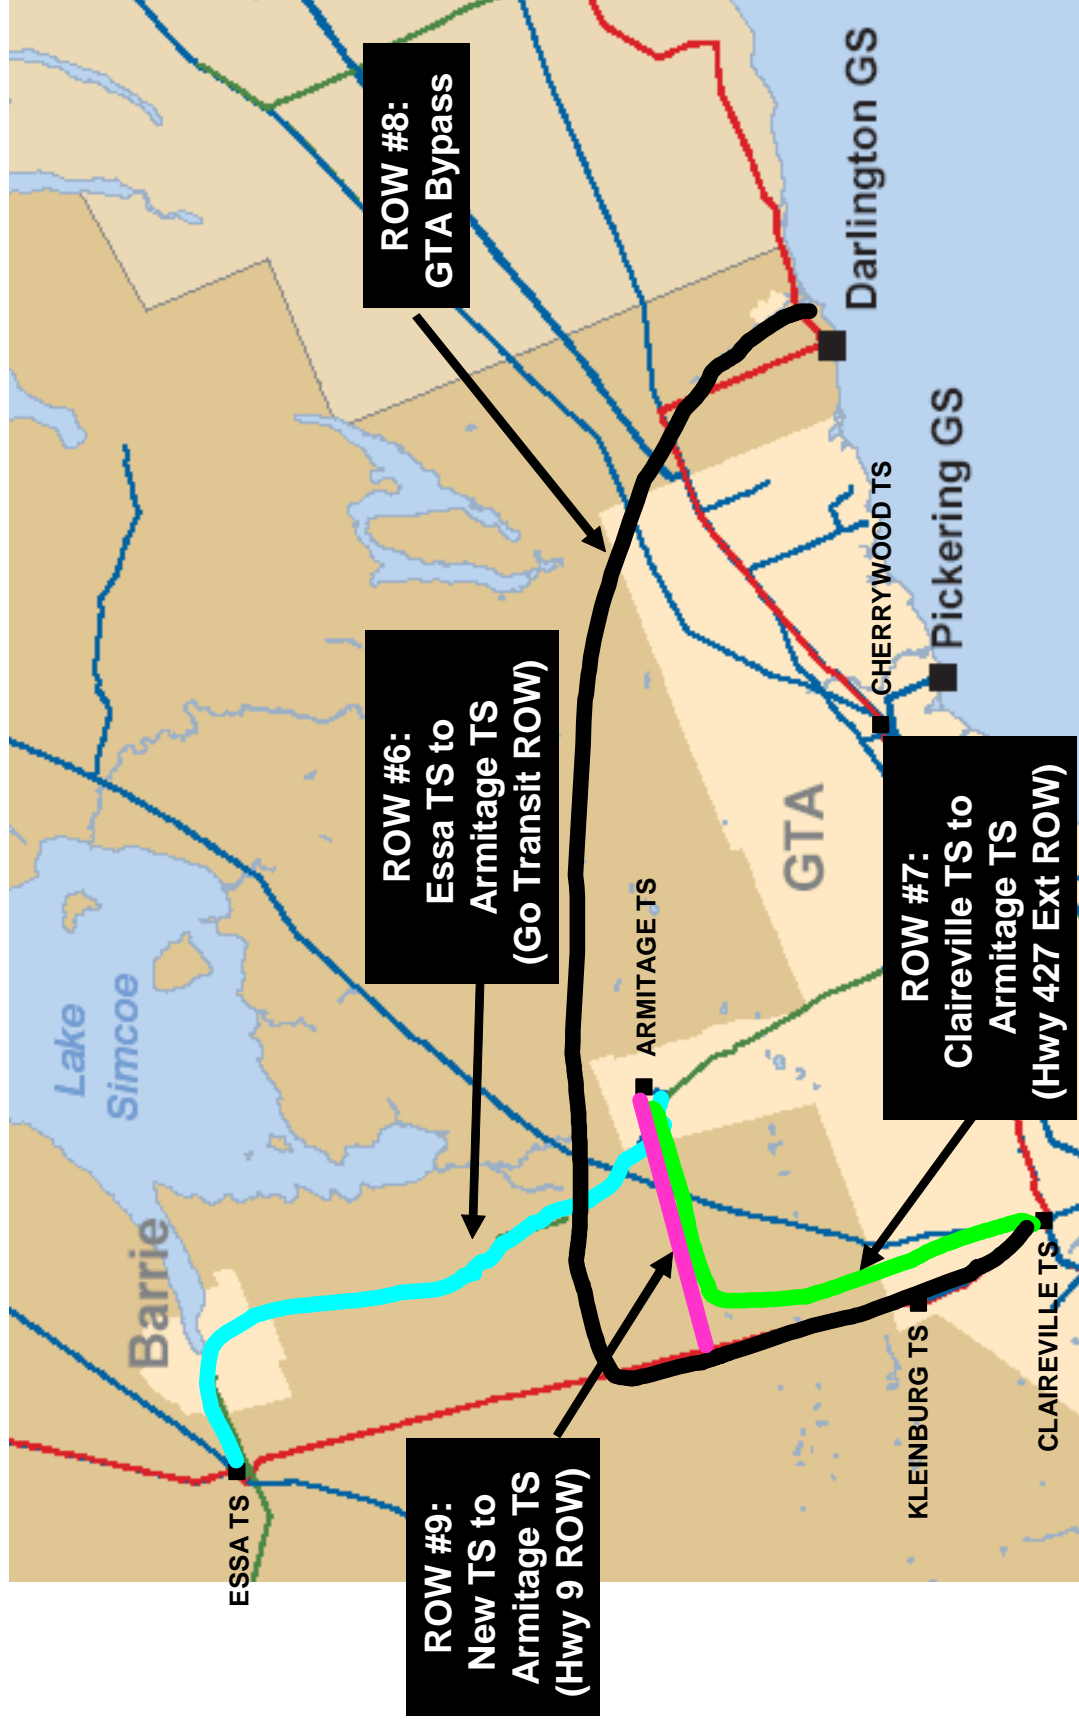 ROW #9:
New TS to
Armitage TS
(Hwy 9 ROW)
ESSA TS
Barrie
Lake
Simcoe
ROW #6:
Essa TS to
Armitage TS
(Go Transit ROW)
ROW #8:
GTA Bypass
ARMITAGE TS
GTA
KLEINBURG TS
CLAIREVILLE TS
ROW #7:
Claireville TS to
Armitage TS
(Hwy 427 Ext ROW)
CHERRYWOOD TS
Pickering GS
Darlington GS